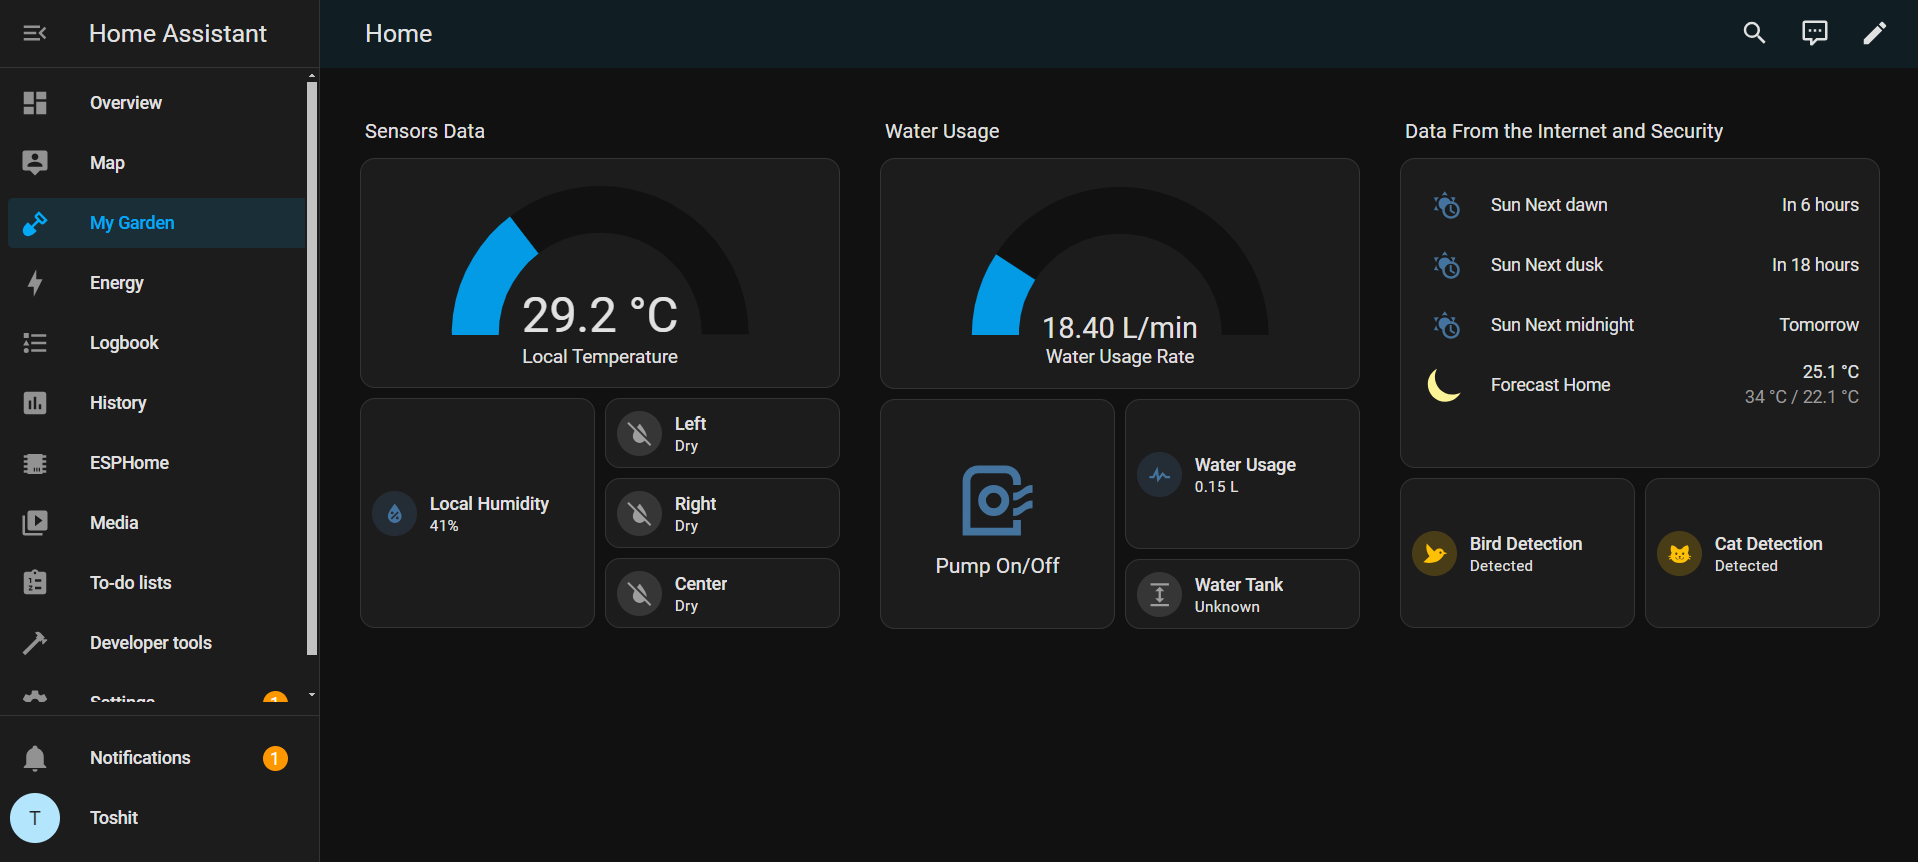 Home Assistant
Overview
Map
My Garden
Energy
Logbook
History
ESPHome
Media
To-do lists
Developer tools
Settings
1
Notifications
1
T
Toshit
Home
Sensors Data
29.2 °C
Local Temperature
Local Humidity
41%
Left
Dry
Right
Dry
Center
Dry
Water Usage
18.40 L/min
Water Usage Rate
Pump On/Off
Water Usage
0.15 L
Water Tank
Unknown
Data From the Internet and Security
Sun Next dawn In 6 hours
Sun Next dusk In 18 hours
Sun Next midnight Tomorrow
Forecast Home 25.1 °C
34 °C / 22.1 °C
Bird Detection
Detected
Cat Detection
Detected